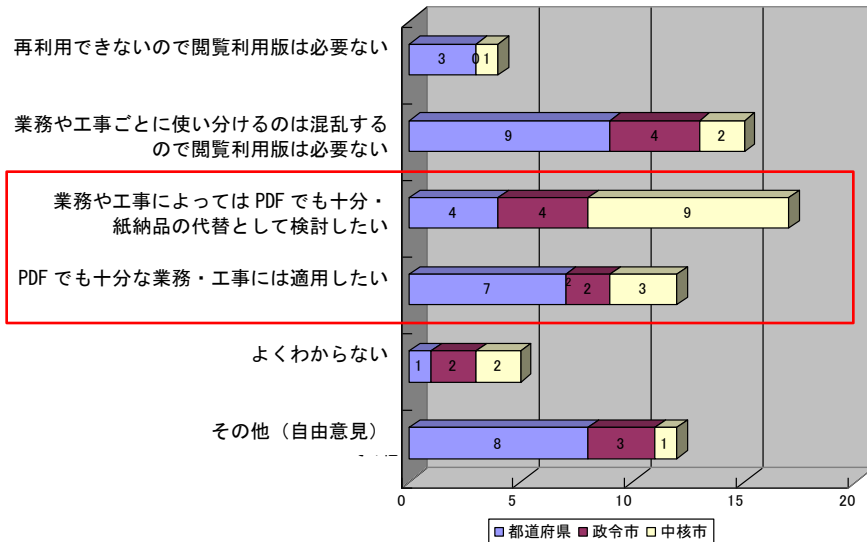 再利用できないので閲覧利用版は必要ない
3 0 1
業務や工事ごとに使い分けるのは混乱する
ので閲覧利用版は必要ない
9 4 2
業務や工事によっては PDF でも十分・
紙納品の代替として検討したい
4 4 9
PDF でも十分な業務・工事には適用したい
7 2 2 3
よくわからない
1 2 2
その他（自由意見）
8 3 1
0 5 10 15 20
都道府県 政令市 中核市